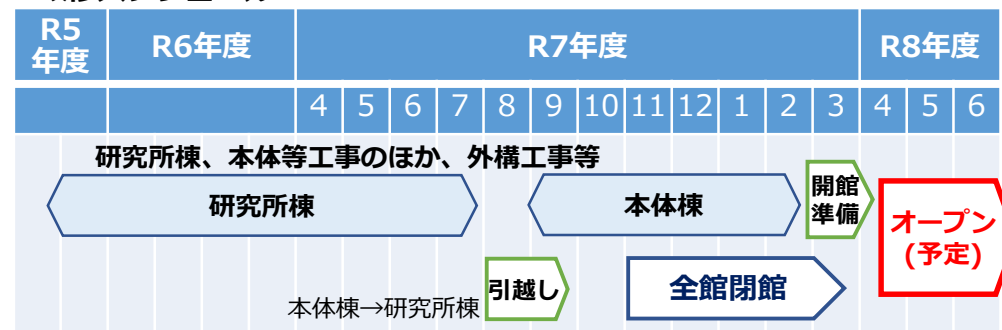 R5
年度
R6年度
R7年度
R8年度
4 5 6 7 8 9 10 11 12 1 2 3 4 5 6
研究所棟、本体等工事のほか、外構工事等
研究所棟
本体棟
開館
準備
オープン
(予定)
引越し
全館閉館
本体棟→研究所棟